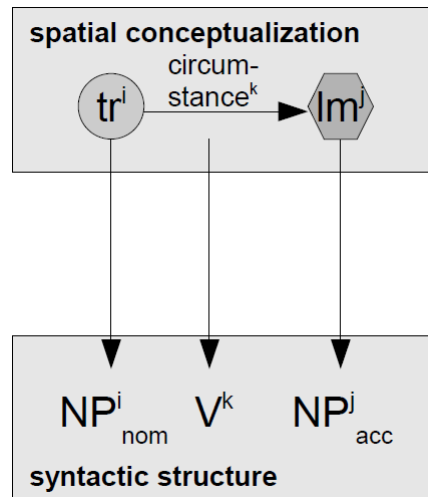 spatial conceptualization
circum-
stance^k
tr^i
lm^j
NP^i_nom V^k NP^j_acc
syntactic structure